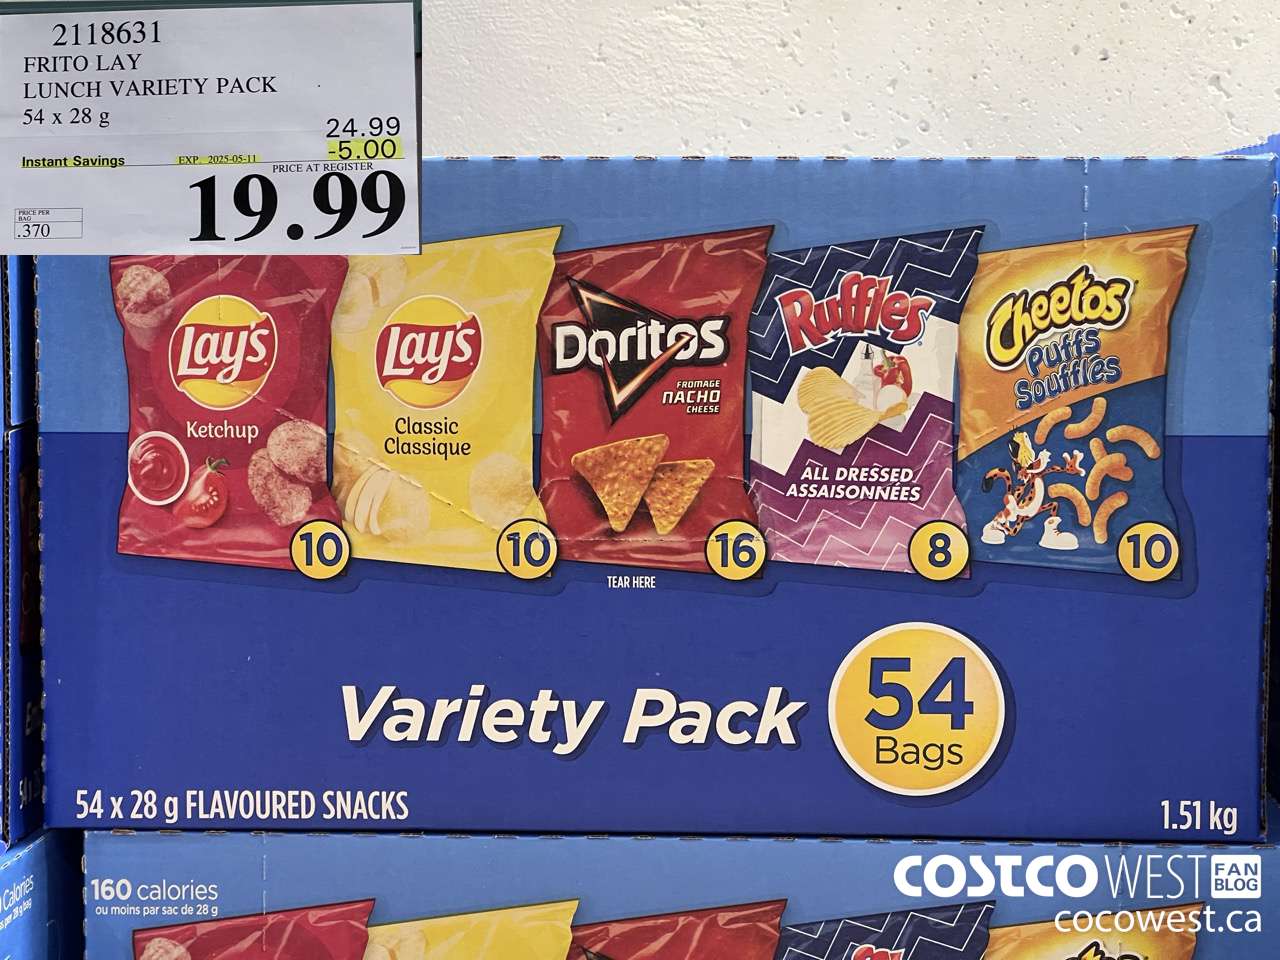 2118631
FRITO LAY
LUNCH VARIETY PACK
54 x 28 g
24.99
Instant Savings EXP. 2025-05-11 -5.00
PRICE AT REGISTER
19.99
PRICE PER
BAG
.370
Lay's
Ketchup
10
Lay's
Classic
Classique
10
Doritos
FROMAGE
NACHO
CHEESE
16
TEAR HERE
Ruffles
ALL DRESSED
ASSAISONNÉES
8
Cheetos
Puffs
Soufflés
10
Variety Pack
54
Bags
54 x 28 g FLAVOURED SNACKS
1.51 kg
160 calories
ou moins par sac de 28 g
Calories
COSTCO WEST FAN BLOG
cocowest.ca